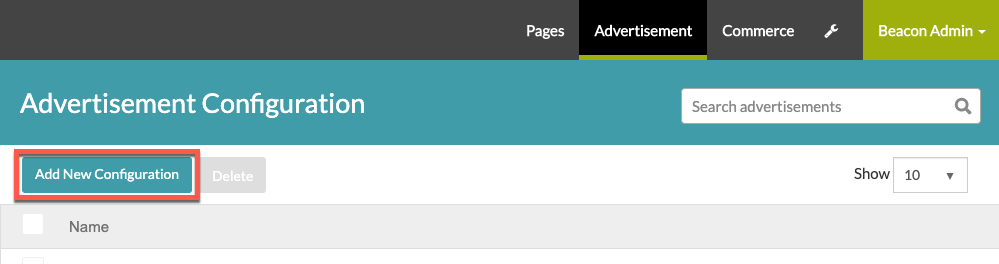 Pages Advertisement Commerce Beacon Admin
Advertisement Configuration Search advertisements
Add New Configuration Delete Show 10
Name